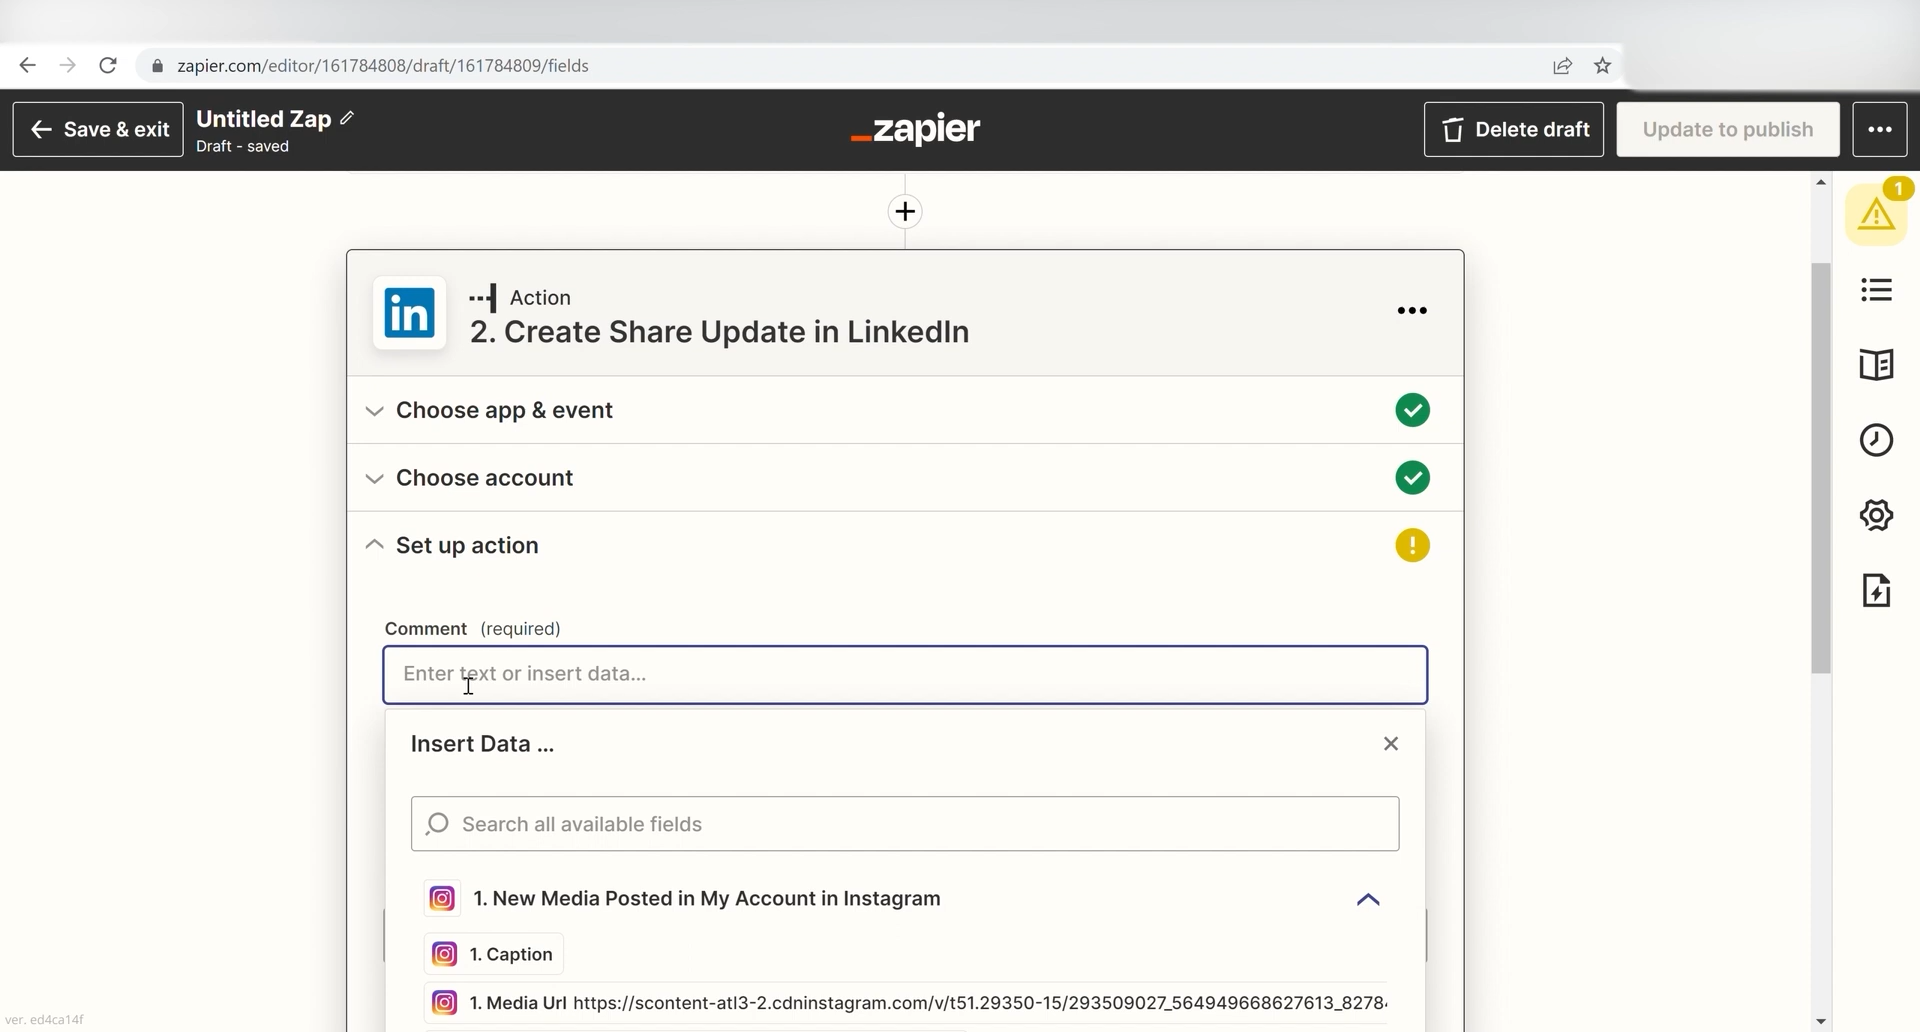 zapier.com/editor/161784808/draft/161784809/fields
Save & exit
Untitled Zap
Draft - saved
_zapier
Delete draft
Update to publish
1
Action
2. Create Share Update in LinkedIn
in
Choose app & event
Choose account
Set up action
Comment (required)
Enter text or insert data...
Insert Data ...
Search all available fields
1. New Media Posted in My Account in Instagram
1. Caption
1. Media Url https://scontent-atl3-2.cdninstagram.com/v/t51.29350-15/293509027_564949668627613_8278
ver. ed4ca14f